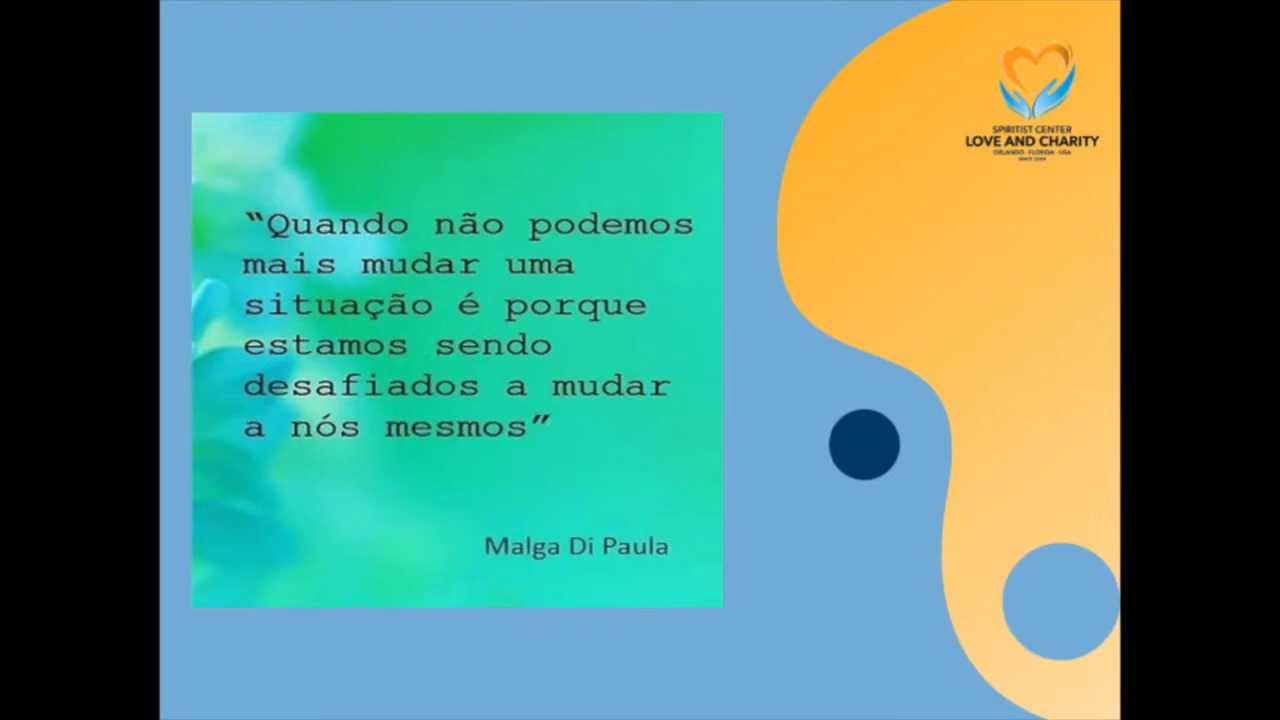 “Quando não podemos
mais mudar uma
situação é porque
estamos sendo
desafiados a mudar
a nós mesmos”
Malga Di Paula
SPIRITIST CENTER
LOVE AND CHARITY
ORLANDO - FLORIDA - USA